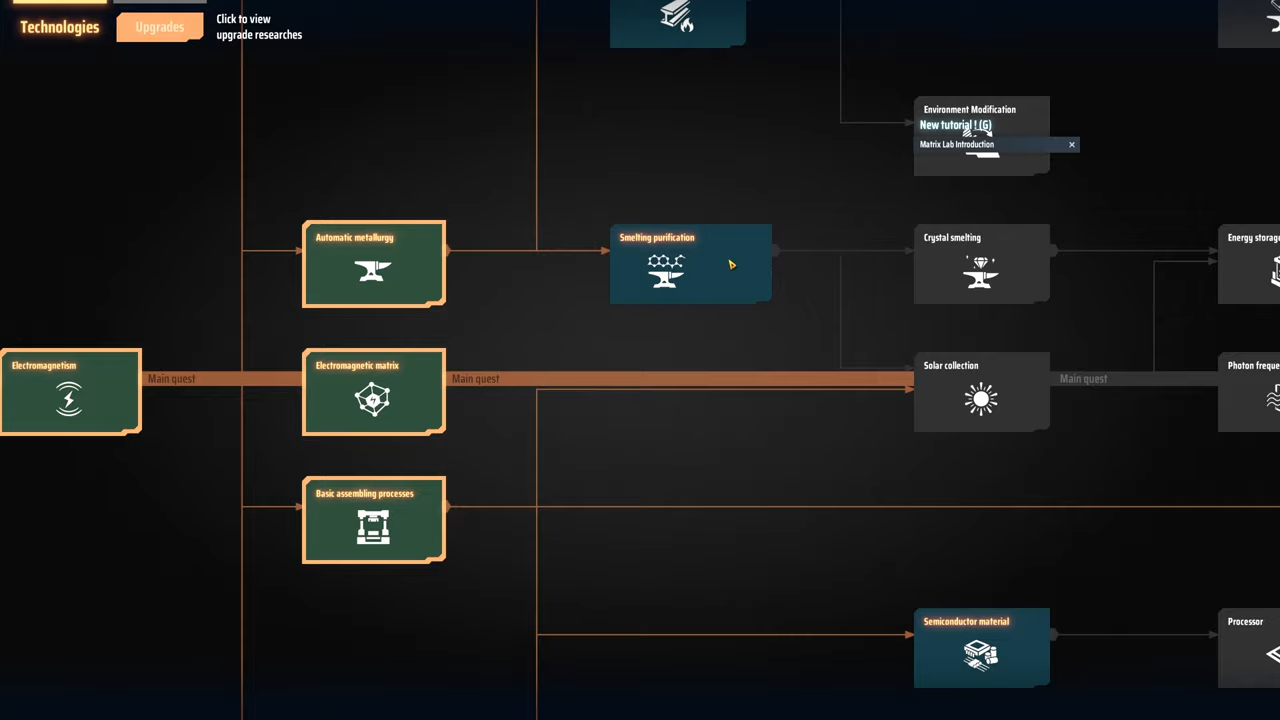 Technologies
Upgrades
Click to view
upgrade researches
Environment Modification
New tutorial ! (G)
Matrix Lab Introduction
Automatic metallurgy
Smelting purification
Crystal smelting
Energy storag
Electromagnetism
Main quest
Electromagnetic matrix
Main quest
Solar collection
Main quest
Photon freque
Basic assembling processes
Semiconductor material
Processor